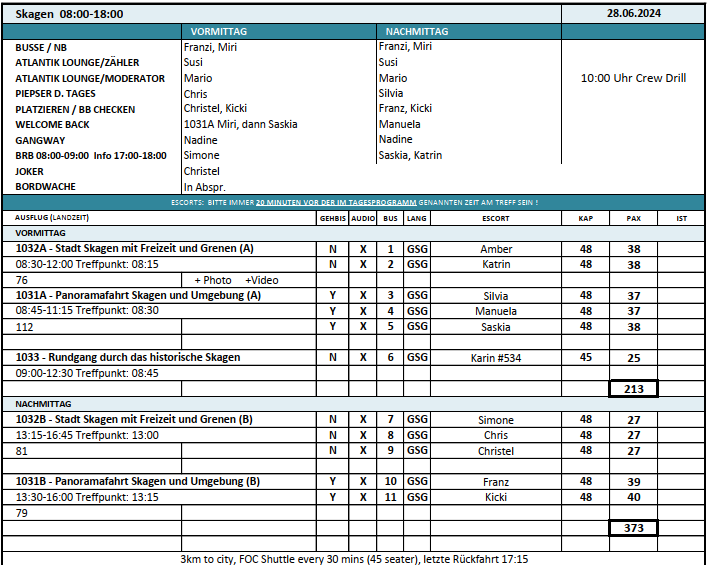 Skagen 08:00-18:00 28.06.2024
VORMITTAG NACHMITTAG
BUSSE / NB Franzi, Miri Franzi, Miri
ATLANTIK LOUNGE/ZÄHLER Susi Susi
ATLANTIK LOUNGE/MODERATOR Mario Mario 10:00 Uhr Crew Drill
PIEPSER D. TAGES Chris Silvia
PLATZIEREN / BB CHECKEN Christel, Kicki Franz, Kicki
WELCOME BACK 1031A Miri, dann Saskia Manuela
GANGWAY Nadine Nadine
BRB 08:00-09:00 Info 17:00-18:00 Simone Saskia, Katrin
JOKER Christel
BORDWACHE In Abspr.
ESCORTS: BITTE IMMER 20 MINUTEN VOR DER IM TAGESPROGRAMM GENANNTEN ZEIT AM TREFF SEIN !
AUSFLUG (LANDZEIT) GEHBIS AUDIO BUS LANG ESCORT KAP PAX IST
VORMITTAG
1032A - Stadt Skagen mit Freizeit und Grenen (A) N X 1 GSG Amber 48 38
08:30-12:00 Treffpunkt: 08:15 N X 2 GSG Katrin 48 38
76 + Photo +Video
1031A - Panoramafahrt Skagen und Umgebung (A) Y X 3 GSG Silvia 48 37
08:45-11:15 Treffpunkt: 08:30 Y X 4 GSG Manuela 48 37
112 Y X 5 GSG Saskia 48 38
1033 - Rundgang durch das historische Skagen N X 6 GSG Karin #534 45 25
09:00-12:30 Treffpunkt: 08:45
213
NACHMITTAG
1032B - Stadt Skagen mit Freizeit und Grenen (B) N X 7 GSG Simone 48 27
13:15-16:45 Treffpunkt: 13:00 N X 8 GSG Chris 48 27
81 N X 9 GSG Christel 48 27
1031B - Panoramafahrt Skagen und Umgebung (B) Y X 10 GSG Franz 48 39
13:30-16:00 Treffpunkt: 13:15 Y X 11 GSG Kicki 48 40
79
373
3km to city, FOC Shuttle every 30 mins (45 seater), letzte Rückfahrt 17:15